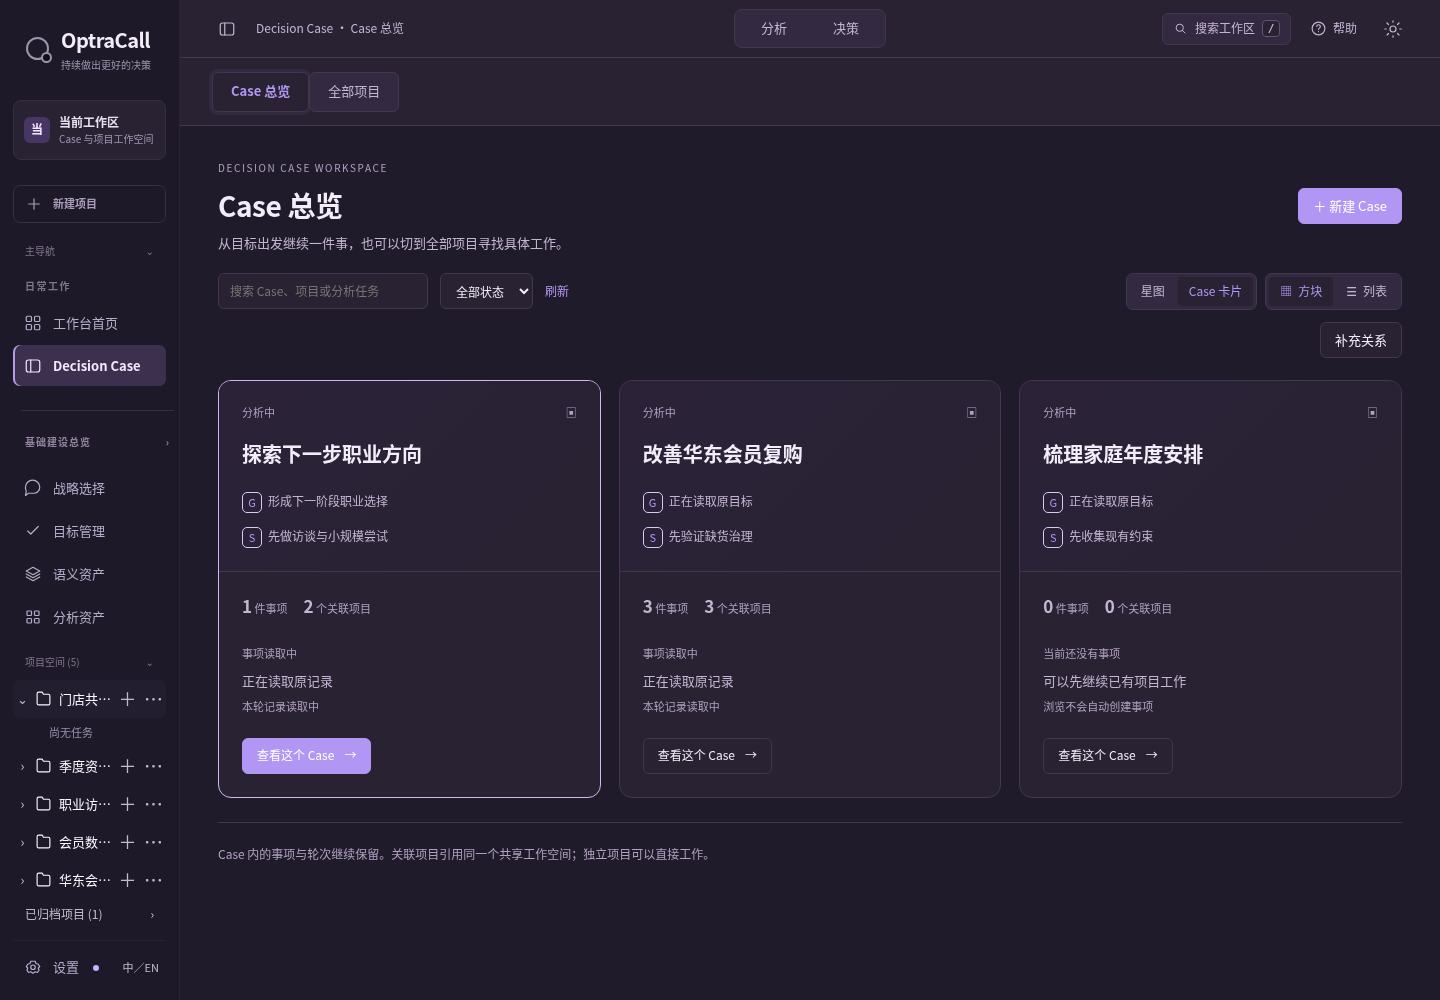 OptraCall
持续做出更好的决策
当
当前工作区
Case 与项目工作空间
新建项目
主导航
日常工作
工作台首页
Decision Case
基础建设总览
战略选择
目标管理
语义资产
分析资产
项目空间 (5)
门店共···
尚无任务
季度资···
职业访···
会员数···
华东会···
已归档项目 (1)
设置
中／EN
Decision Case · Case 总览
分析
决策
搜索工作区 /
帮助
Case 总览
全部项目
DECISION CASE WORKSPACE
Case 总览
＋ 新建 Case
从目标出发继续一件事，也可以切到全部项目寻找具体工作。
搜索 Case、项目或分析任务
全部状态
刷新
星图
Case 卡片
▦ 方块
☰ 列表
补充关系
分析中
探索下一步职业方向
G 形成下一阶段职业选择
S 先做访谈与小规模尝试
1 件事项 2 个关联项目
事项读取中
正在读取原记录
本轮记录读取中
查看这个 Case →
分析中
改善华东会员复购
G 正在读取原目标
S 先验证缺货治理
3 件事项 3 个关联项目
事项读取中
正在读取原记录
本轮记录读取中
查看这个 Case →
分析中
梳理家庭年度安排
G 正在读取原目标
S 先收集现有约束
0 件事项 0 个关联项目
当前还没有事项
可以先继续已有项目工作
浏览不会自动创建事项
查看这个 Case →
Case 内的事项与轮次继续保留。关联项目引用同一个共享工作空间；独立项目可以直接工作。